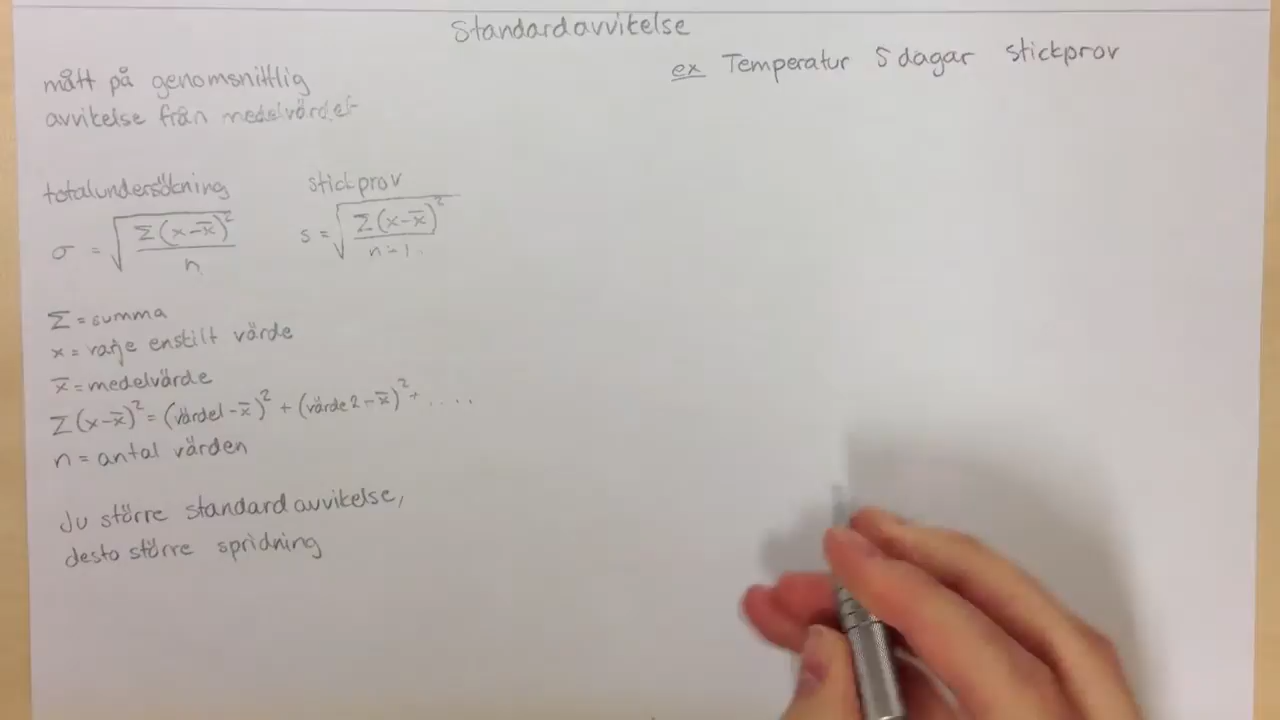 Standardavvikelse
mått på genomsnittlig
avvikelse från medelvärdet
totalundersökning
σ = √(Σ(x-x̄)²/n)
stickprov
s = √(Σ(x-x̄)²/n-1)
Σ = summa
x = varje enskilt värde
x̄ = medelvärde
Σ(x-x̄)² = (värde1-x̄)² + (värde2-x̄)² + ....
n = antal värden
Ju större standardavvikelse,
desto större spridning
ex Temperatur 5 dagar stickprov